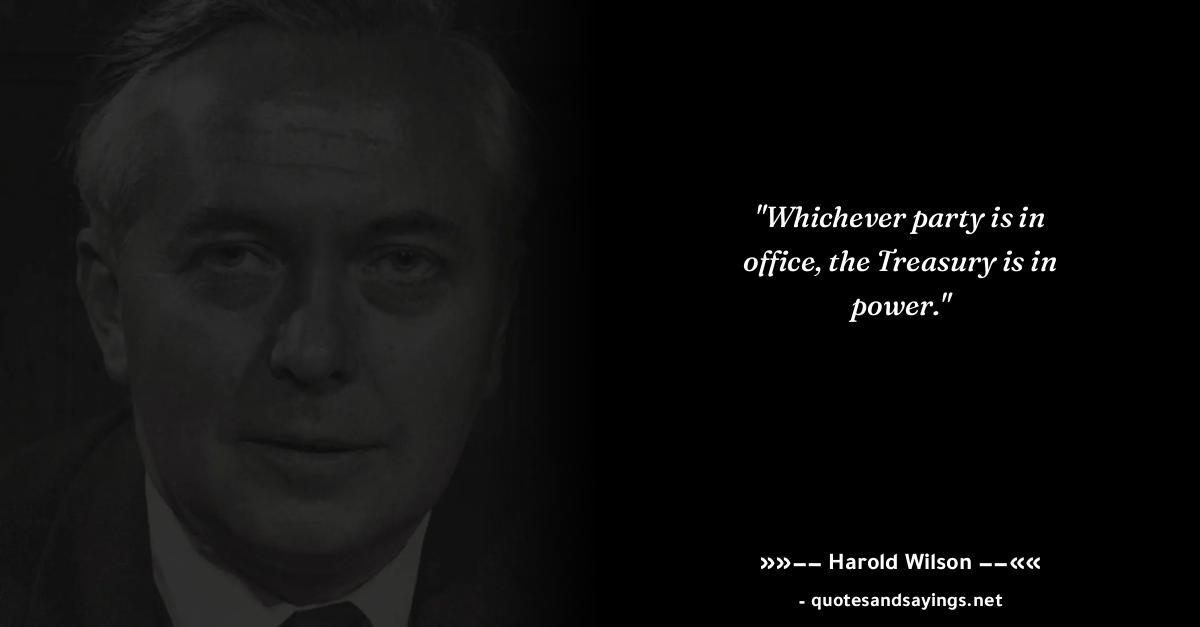 "Whichever party is in
office, the Treasury is in
power."
»»–– Harold Wilson ––««
- quotesandsayings.net